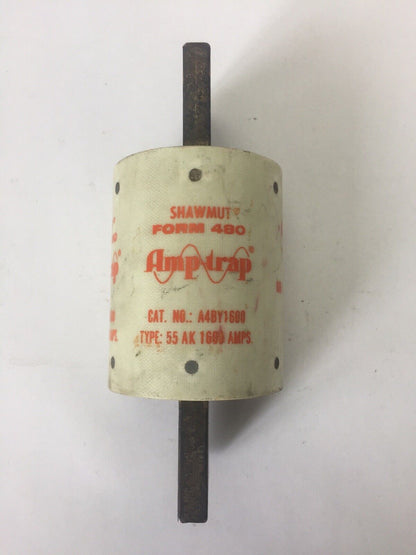 SHAWMUT®
FORM 480
Amp-trap®
CAT. NO.: A4BY1600
TYPE: 55 AK 1600 AMPS.